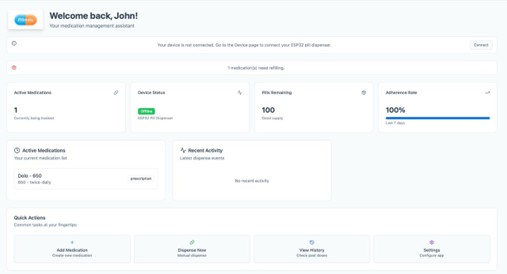 Welcome back, John!
Your medication management assistant
Your device is not connected. Go to the Device page to connect your ESP32 pill dispenser.
Connect
1 medication(s) need refilling.
Active Medications
1
Currently being tracked
Device Status
Offline
ESP32 Pill Dispenser
Pills Remaining
100
Good supply
Adherence Rate
100%
Last 7 days
Active Medications
Your current medication list
Dolo - 650
650 - twice-daily
prescription
Recent Activity
Latest dispense events
No recent activity
Quick Actions
Common tasks at your fingertips
Add Medication
Create new medication
Dispense Now
Manual dispense
View History
Check past doses
Settings
Configure app